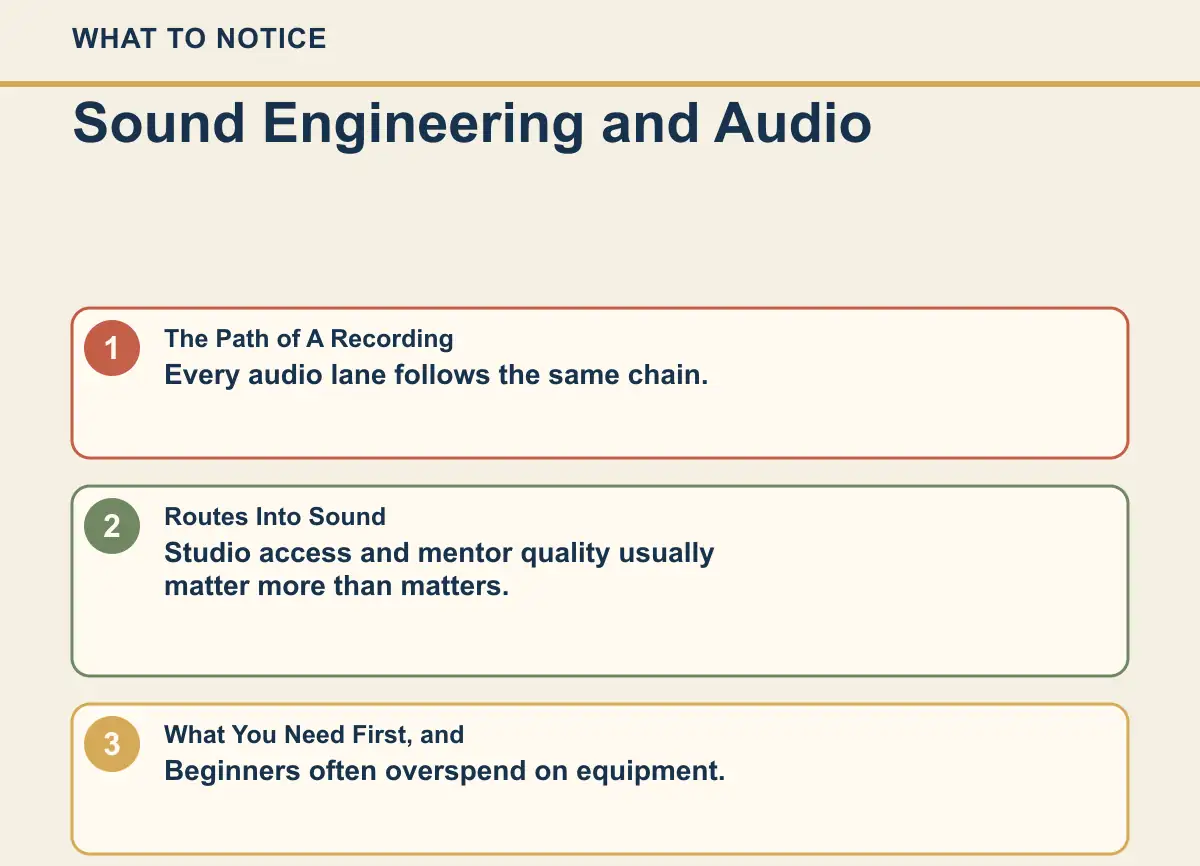 WHAT TO NOTICE
Sound Engineering and Audio
1
The Path of A Recording
Every audio lane follows the same chain.
2
Routes Into Sound
Studio access and mentor quality usually
matter more than matters.
3
What You Need First, and
Beginners often overspend on equipment.